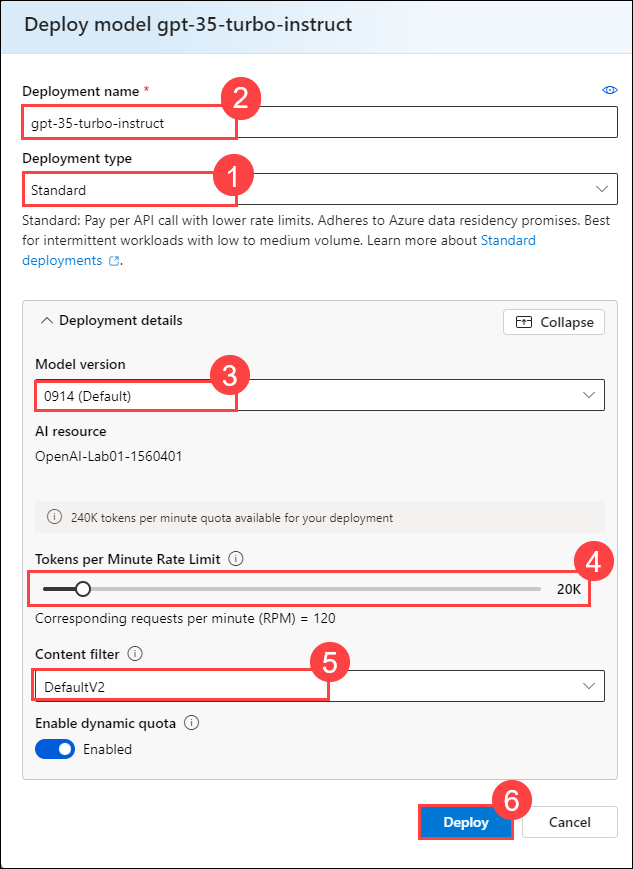 Deploy model gpt-35-turbo-instruct
Deployment name *
2
gpt-35-turbo-instruct
Deployment type
1
Standard
Standard: Pay per API call with lower rate limits. Adheres to Azure data residency promises. Best
for intermittent workloads with low to medium volume. Learn more about Standard
deployments.
Deployment details
Collapse
Model version
3
0914 (Default)
AI resource
OpenAI-Lab01-1560401
240K tokens per minute quota available for your deployment
Tokens per Minute Rate Limit
4
20K
Corresponding requests per minute (RPM) = 120
Content filter
5
DefaultV2
Enable dynamic quota
Enabled
6
Deploy
Cancel